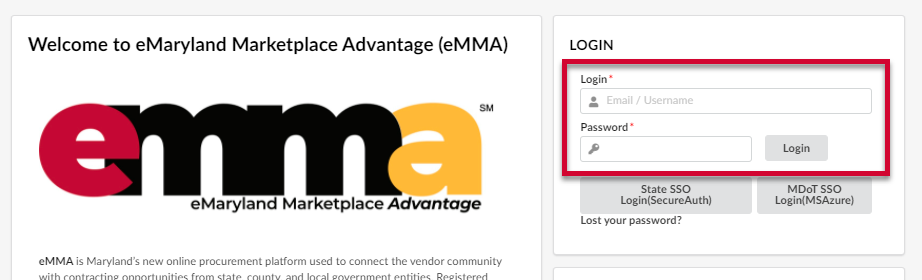 Welcome to eMaryland Marketplace Advantage (eMMA)
emma SM
eMaryland Marketplace Advantage
eMMA is Maryland's new online procurement platform used to connect the vendor community
with contracting opportunities from state, county, and local government entities. Registered
LOGIN
Login*
Email / Username
Password*
Login
State SSO
Login(SecureAuth)
MDoT SSO
Login(MSAzure)
Lost your password?